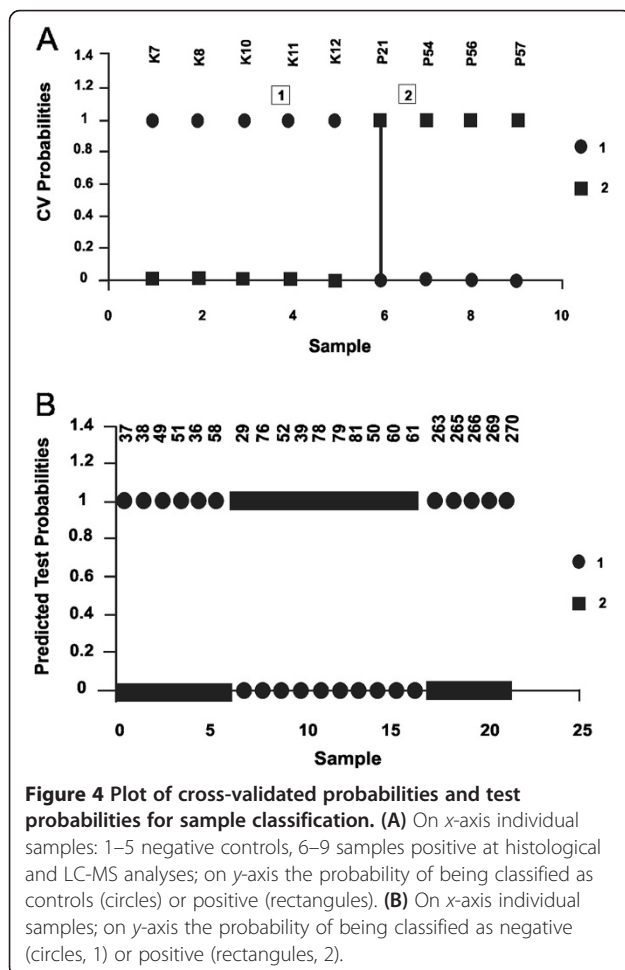 A
1.4
1.2
1
0.8
0.6
0.4
0.2
0
CV Probabilities
K7 K8 K10 K11 K12 P21 P54 P56 P57
1 2
1
2
0 2 4 6 8 10
Sample
B
1.4
1.2
1
0.8
0.6
0.4
0.2
0
Predicted Test Probabilities
37 38 49 51 36 58 29 76 52 39 78 79 81 50 60 61 263 265 266 269 270
1
2
0 5 10 15 20 25
Sample
Figure 4 Plot of cross-validated probabilities and test
probabilities for sample classification. (A) On x-axis individual
samples: 1–5 negative controls, 6–9 samples positive at histological
and LC-MS analyses; on y-axis the probability of being classified as
controls (circles) or positive (rectangules). (B) On x-axis individual
samples; on y-axis the probability of being classified as negative
(circles, 1) or positive (rectangules, 2).